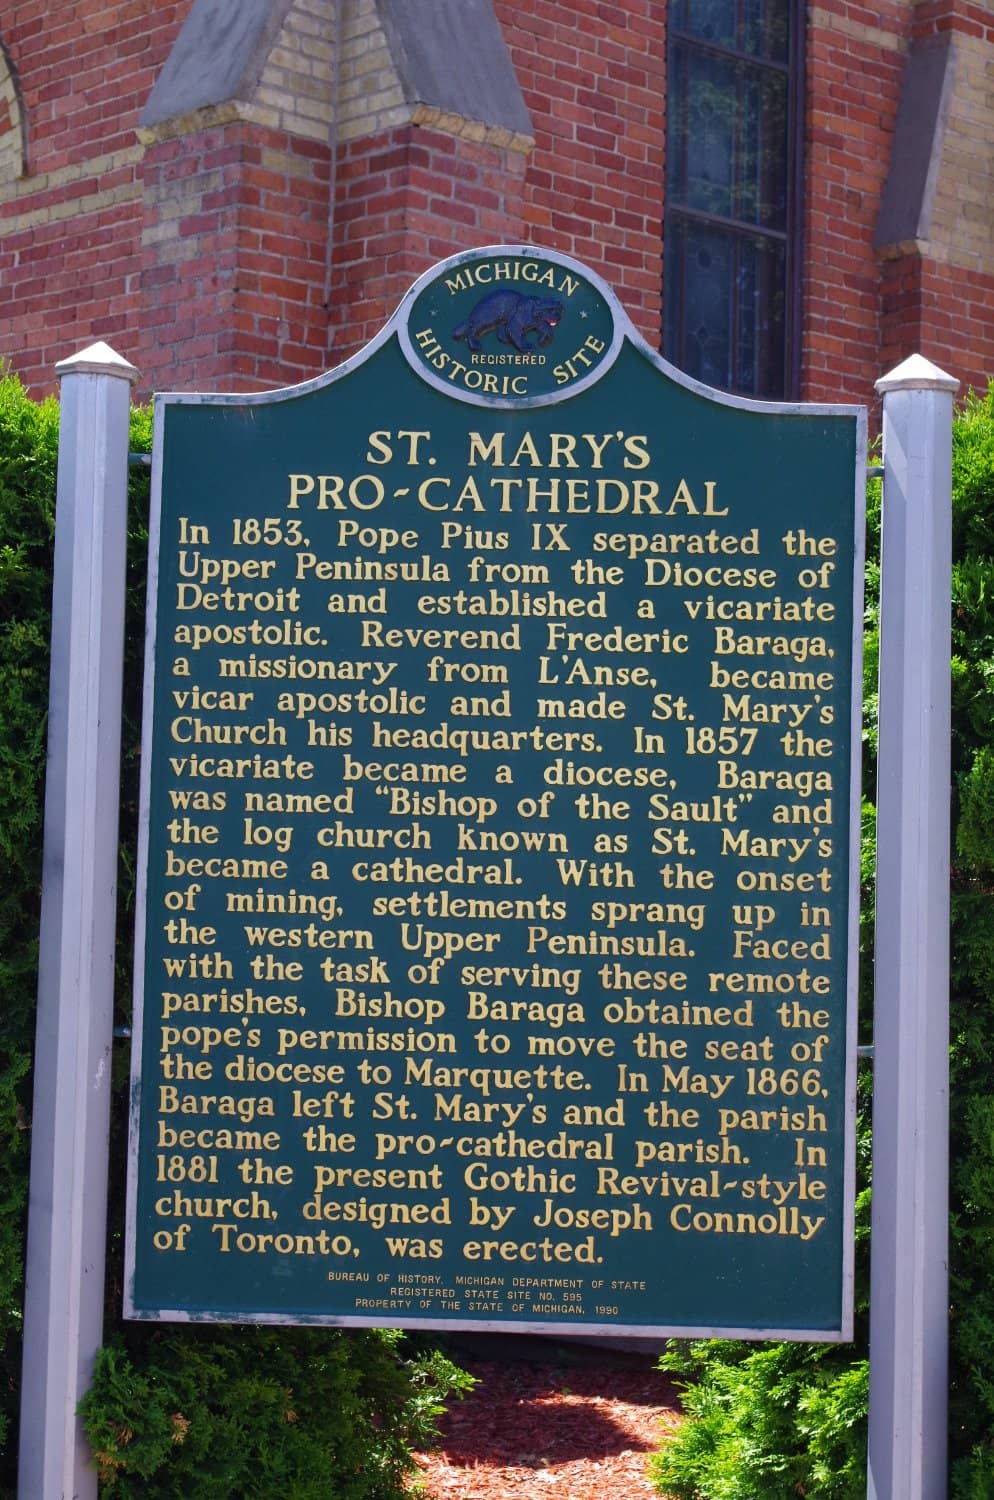 MICHIGAN
REGISTERED
HISTORIC SITE
ST. MARY'S
PRO-CATHEDRAL
In 1853, Pope Pius IX separated the
Upper Peninsula from the Diocese of
Detroit and established a vicariate
apostolic. Reverend Frederic Baraga,
a missionary from L'Anse, became
vicar apostolic and made St. Mary's
Church his headquarters. In 1857 the
vicariate became a diocese, Baraga
was named "Bishop of the Sault" and
the log church known as St. Mary's
became a cathedral. With the onset
of mining, settlements sprang up in
the western Upper Peninsula. Faced
with the task of serving these remote
parishes, Bishop Baraga obtained the
pope's permission to move the seat of
the diocese to Marquette. In May 1866,
Baraga left St. Mary's and the parish
became the pro-cathedral parish. In
1881 the present Gothic Revival-style
church, designed by Joseph Connolly
of Toronto, was erected.
BUREAU OF HISTORY, MICHIGAN DEPARTMENT OF STATE
REGISTERED STATE SITE NO. 595
PROPERTY OF THE STATE OF MICHIGAN, 1990